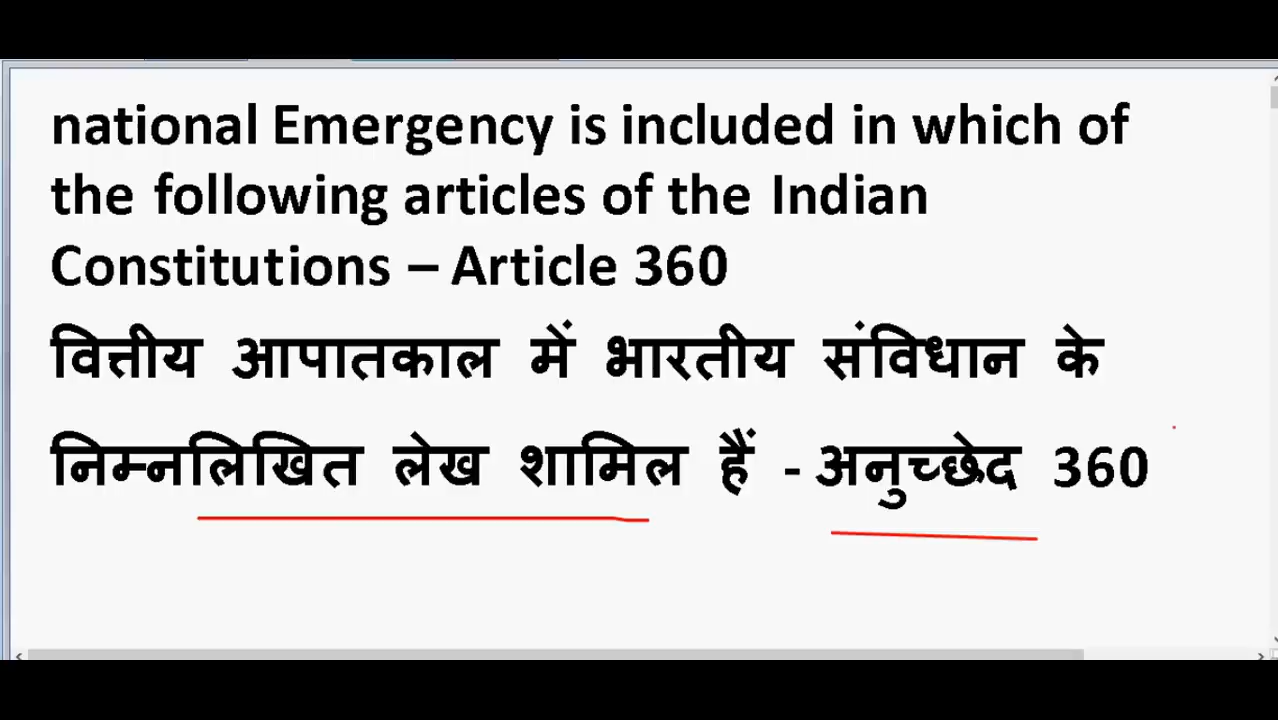 national Emergency is included in which of
the following articles of the Indian
Constitutions – Article 360
वित्तीय आपातकाल में भारतीय संविधान के
निम्नलिखित लेख शामिल हैं - अनुच्छेद 360